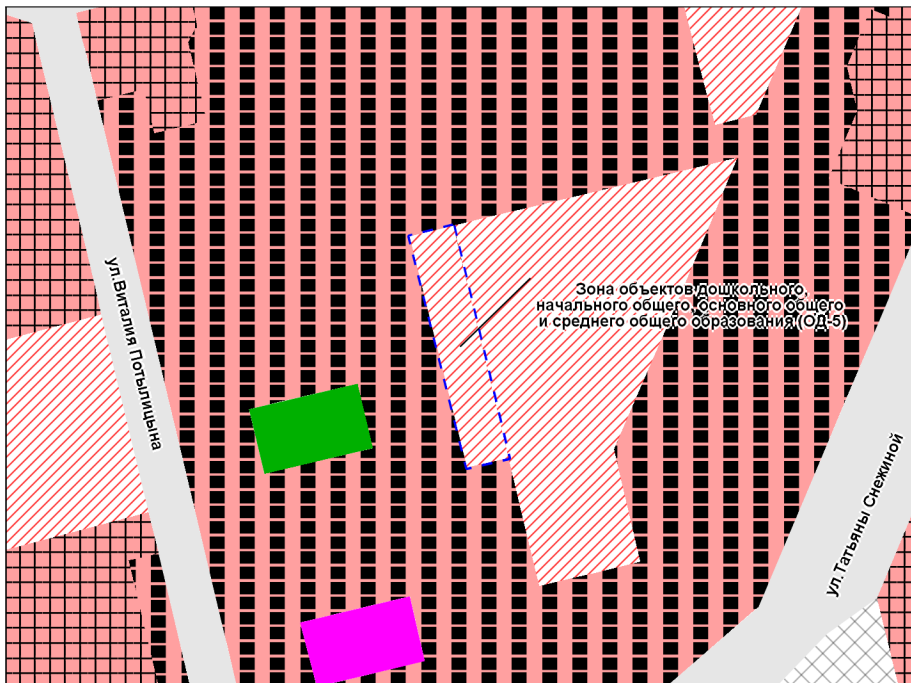 ул.Виталия Потылицына
Зона объектов дошкольного,
начального общего, основного общего
и среднего общего образования (ОД-5)
ул.Татьяны Снежиной